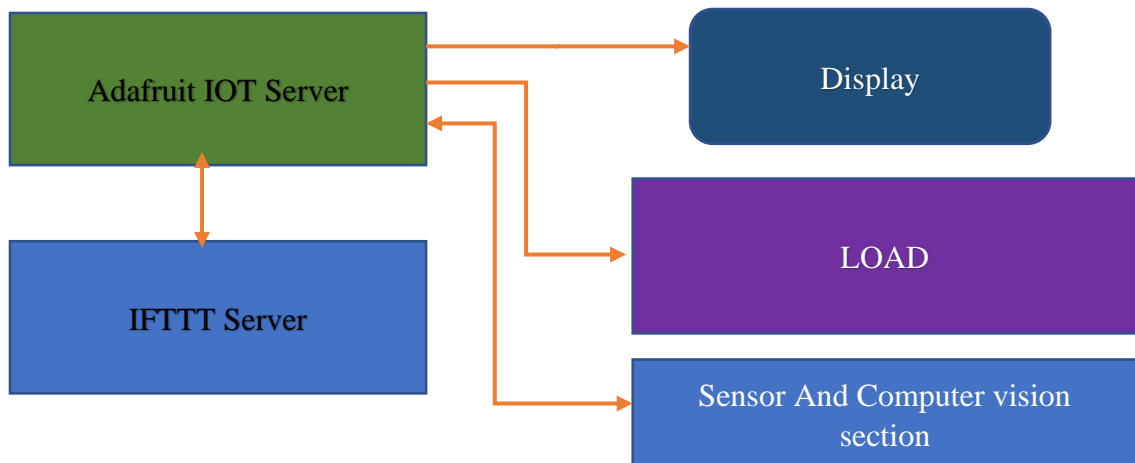 Adafruit IOT Server
Display
LOAD
IFTTT Server
Sensor And Computer vision
section